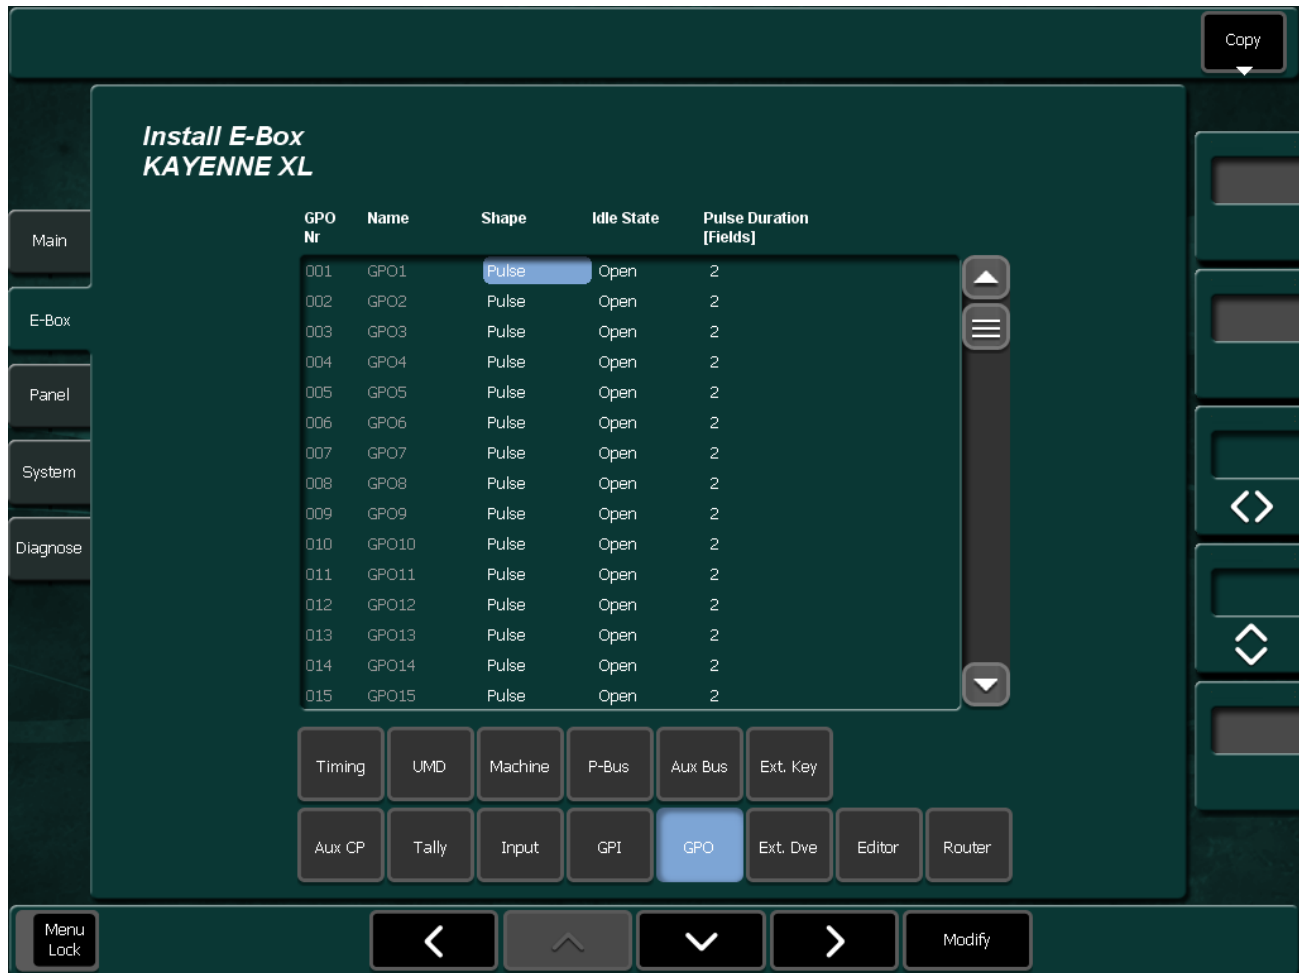 Copy
Install E-Box
KAYENNE XL
GPO Nr Name Shape Idle State Pulse Duration [Fields]
001 GPO1 Pulse Open 2
002 GPO2 Pulse Open 2
003 GPO3 Pulse Open 2
004 GPO4 Pulse Open 2
005 GPO5 Pulse Open 2
006 GPO6 Pulse Open 2
007 GPO7 Pulse Open 2
008 GPO8 Pulse Open 2
009 GPO9 Pulse Open 2
010 GPO10 Pulse Open 2
011 GPO11 Pulse Open 2
012 GPO12 Pulse Open 2
013 GPO13 Pulse Open 2
014 GPO14 Pulse Open 2
015 GPO15 Pulse Open 2
Main
E-Box
Panel
System
Diagnose
Timing UMD Machine P-Bus Aux Bus Ext. Key
Aux CP Tally Input GPI GPO Ext. Dve Editor Router
Menu
Lock
Modify